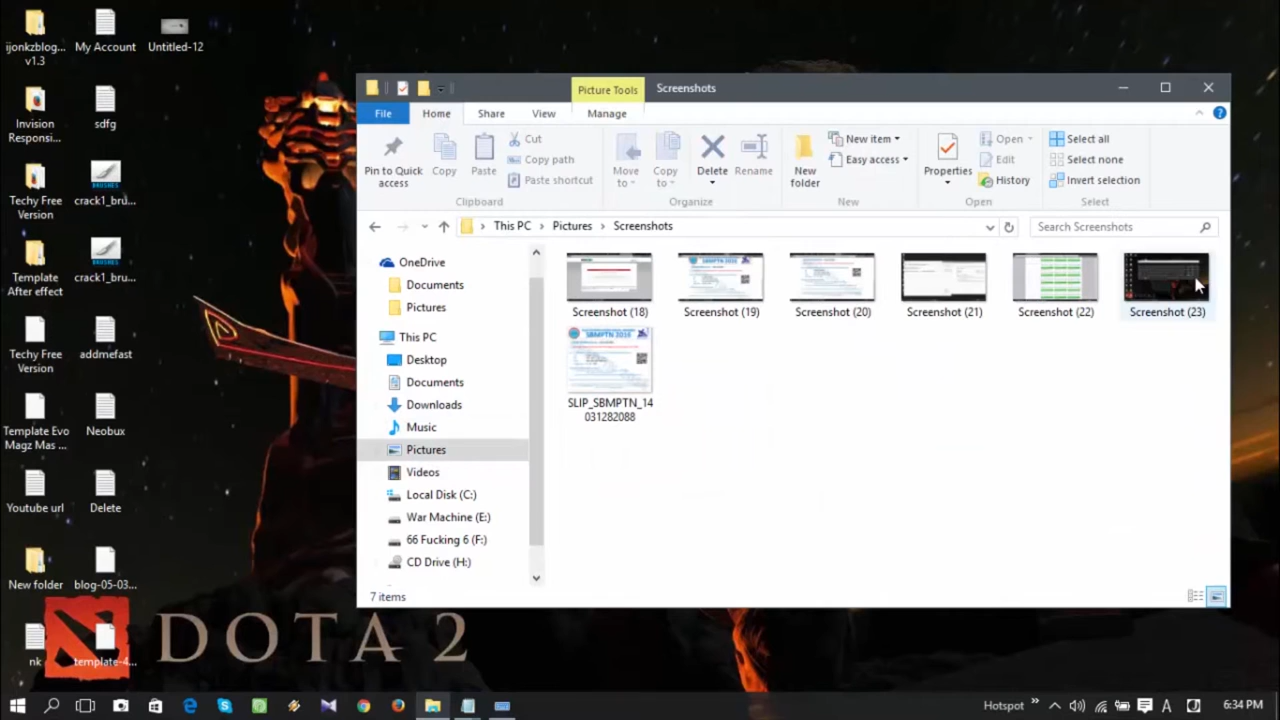 ijonkzblog...
v1.3
My Account
Untitled-12
Invision
Responsi...
sdfg
Techy Free
Version
crack1_bru...
Template
After effect
crack1_bru...
Techy Free
Version
addmefast
Template Evo
Magz Mas ...
Neobux
Youtube url
Delete
New folder
blog-05-03...
nk
template-4...
DOTA 2
Picture Tools
Screenshots
File
Home
Share
View
Manage
Pin to Quick
access
Copy
Paste
Cut
Copy path
Paste shortcut
Clipboard
Move
to
Copy
to
Delete
Rename
Organize
New
folder
New item
Easy access
New
Properties
Open
Edit
History
Open
Select all
Select none
Invert selection
Select
This PC
Pictures
Screenshots
Search Screenshots
OneDrive
Documents
Pictures
This PC
Desktop
Documents
Downloads
Music
Pictures
Videos
Local Disk (C:)
War Machine (E:)
66 Fucking 6 (F:)
CD Drive (H:)
Screenshot (18)
Screenshot (19)
Screenshot (20)
Screenshot (21)
Screenshot (22)
Screenshot (23)
SBMPTN 2016
SLIP_SBMPTN_14
031282088
7 items
Hotspot
A
6:34 PM